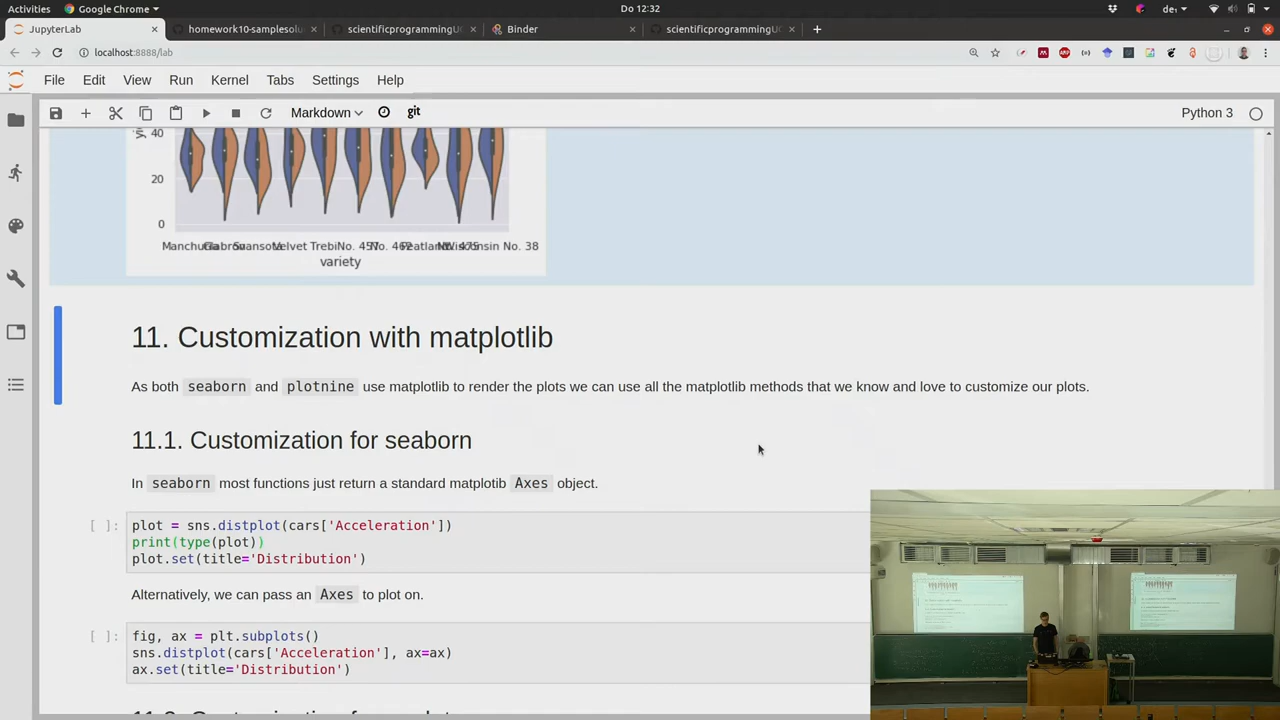 Activities
Google Chrome
Do 12:32
de1
JupyterLab
homework10-samplesolu
scientificprogrammingU
Binder
scientificprogrammingU
localhost:8888/lab
File Edit View Run Kernel Tabs Settings Help
Markdown
git
Python 3
40
20
0
Velvet
variety
11. Customization with matplotlib
As both seaborn and plotnine use matplotlib to render the plots we can use all the matplotlib methods that we know and love to customize our plots.
11.1. Customization for seaborn
In seaborn most functions just return a standard matplotib Axes object.
[ ]: plot = sns.distplot(cars['Acceleration'])
print(type(plot))
plot.set(title='Distribution')
Alternatively, we can pass an Axes to plot on.
[ ]: fig, ax = plt.subplots()
sns.distplot(cars['Acceleration'], ax=ax)
ax.set(title='Distribution')